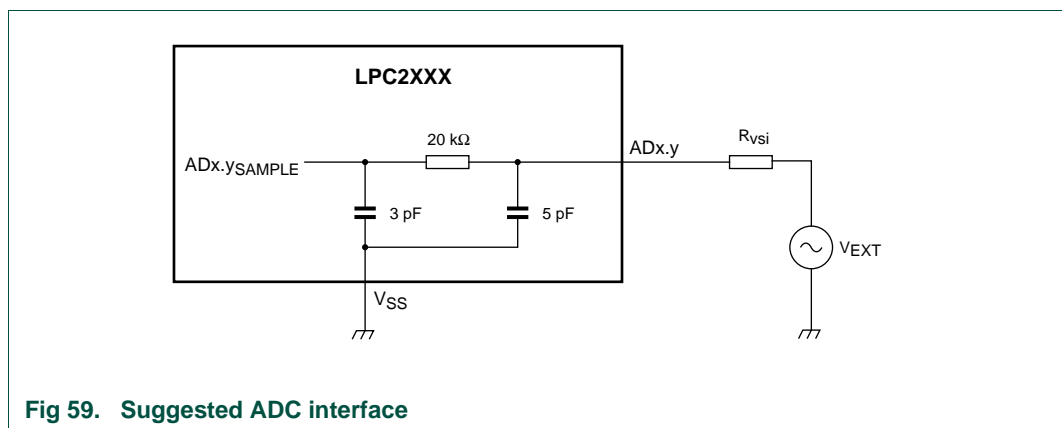 LPC2XXX
20 kΩ
ADx.y
Rvsi
ADx.ySAMPLE
3 pF
5 pF
VEXT
VSS
Fig 59. Suggested ADC interface